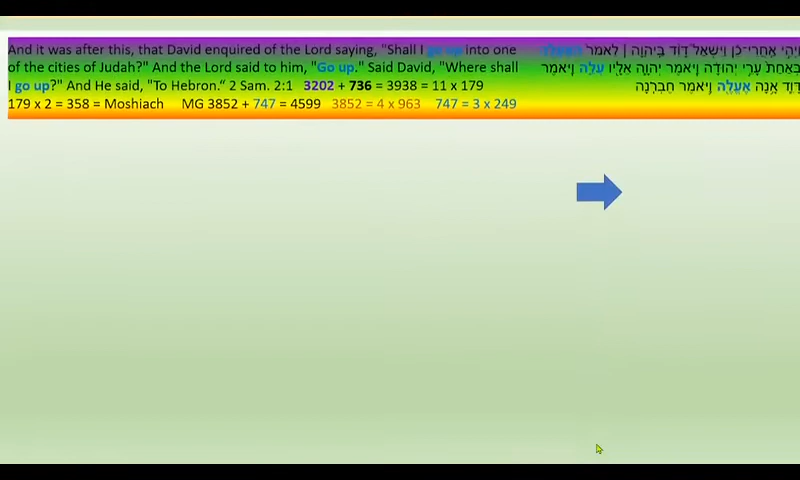 And it was after this, that David enquired of the Lord saying, "Shall I go up into one
of the cities of Judah?" And the Lord said to him, "Go up." Said David, "Where shall
I go up?" And He said, "To Hebron.“ 2 Sam. 2:1 3202 + 736 = 3938 = 11 x 179
179 x 2 = 358 = Moshiach MG 3852 + 747 = 4599 3852 = 4 x 963 747 = 3 x 249
וַיְהִ֣י אַֽחֲרֵי־כֵ֗ן וַיִּשְׁאַל֩ דָּוִ֨ד בַּֽיהוָ֤ה ׀ לֵאמֹר֙ הַאֶעֱלֶ֗ה
בְּאַחַת֙ עָרֵ֣י יְהוּדָ֔ה וַיֹּ֧אמֶר יְהוָ֛ה אֵלָ֖יו עֲלֵ֑ה וַיֹּ֧אמֶר
דָּוִ֛ד אָ֥נָה אֶעֱלֶ֖ה וַיֹּ֥אמֶר חֶבְרֹֽנָה